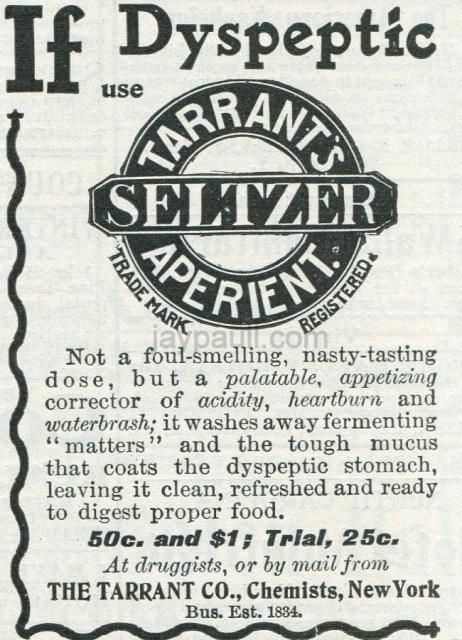 If Dyspeptic
use
TARRANT'S
SELTZER
APERIENT.
TRADE MARK REGISTERED.
jaypaull.com
Not a foul-smelling, nasty-tasting
dose, but a palatable, appetizing
corrector of acidity, heartburn and
waterbrash; it washes away fermenting
"matters" and the tough mucus
that coats the dyspeptic stomach,
leaving it clean, refreshed and ready
to digest proper food.
50c. and $1; Trial, 25c.
At druggists, or by mail from
THE TARRANT CO., Chemists, New York
Bus. Est. 1834.